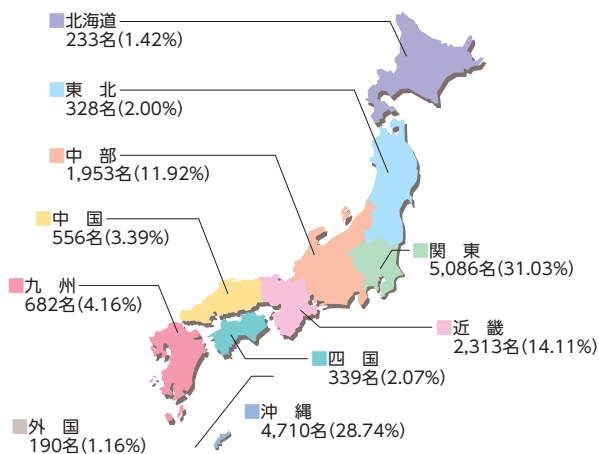 北海道
233名(1.42%)
東　北
328名(2.00%)
中　部
1,953名(11.92%)
中　国
556名(3.39%)
関　東
5,086名(31.03%)
九　州
682名(4.16%)
近　畿
2,313名(14.11%)
四　国
339名(2.07%)
沖　縄
4,710名(28.74%)
外　国
190名(1.16%)